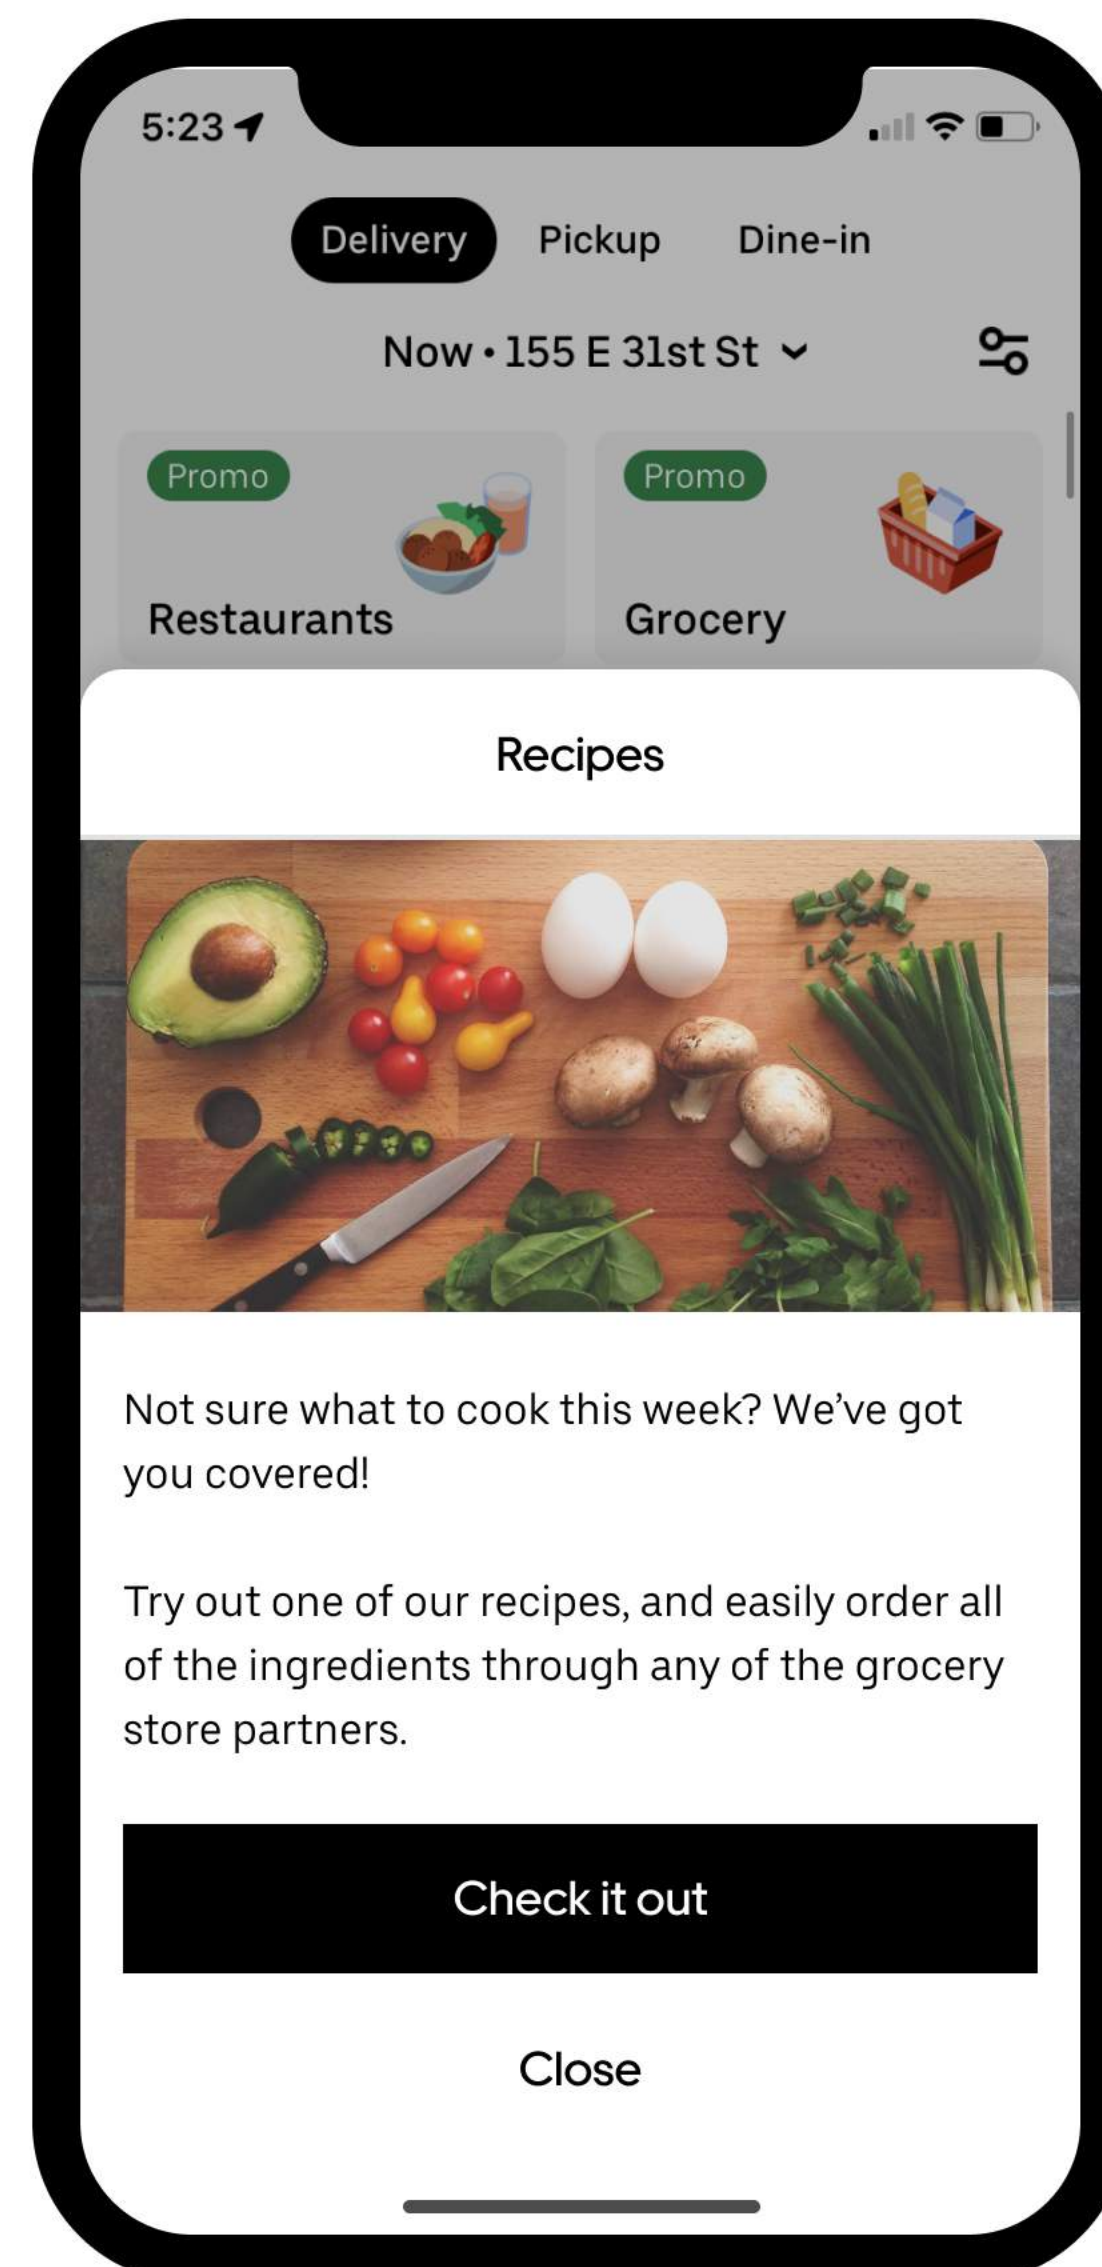 5:23
Delivery Pickup Dine-in
Now • 155 E 31st St
Promo Promo
Restaurants Grocery
Recipes
Not sure what to cook this week? We’ve got
you covered!
Try out one of our recipes, and easily order all
of the ingredients through any of the grocery
store partners.
Check it out
Close